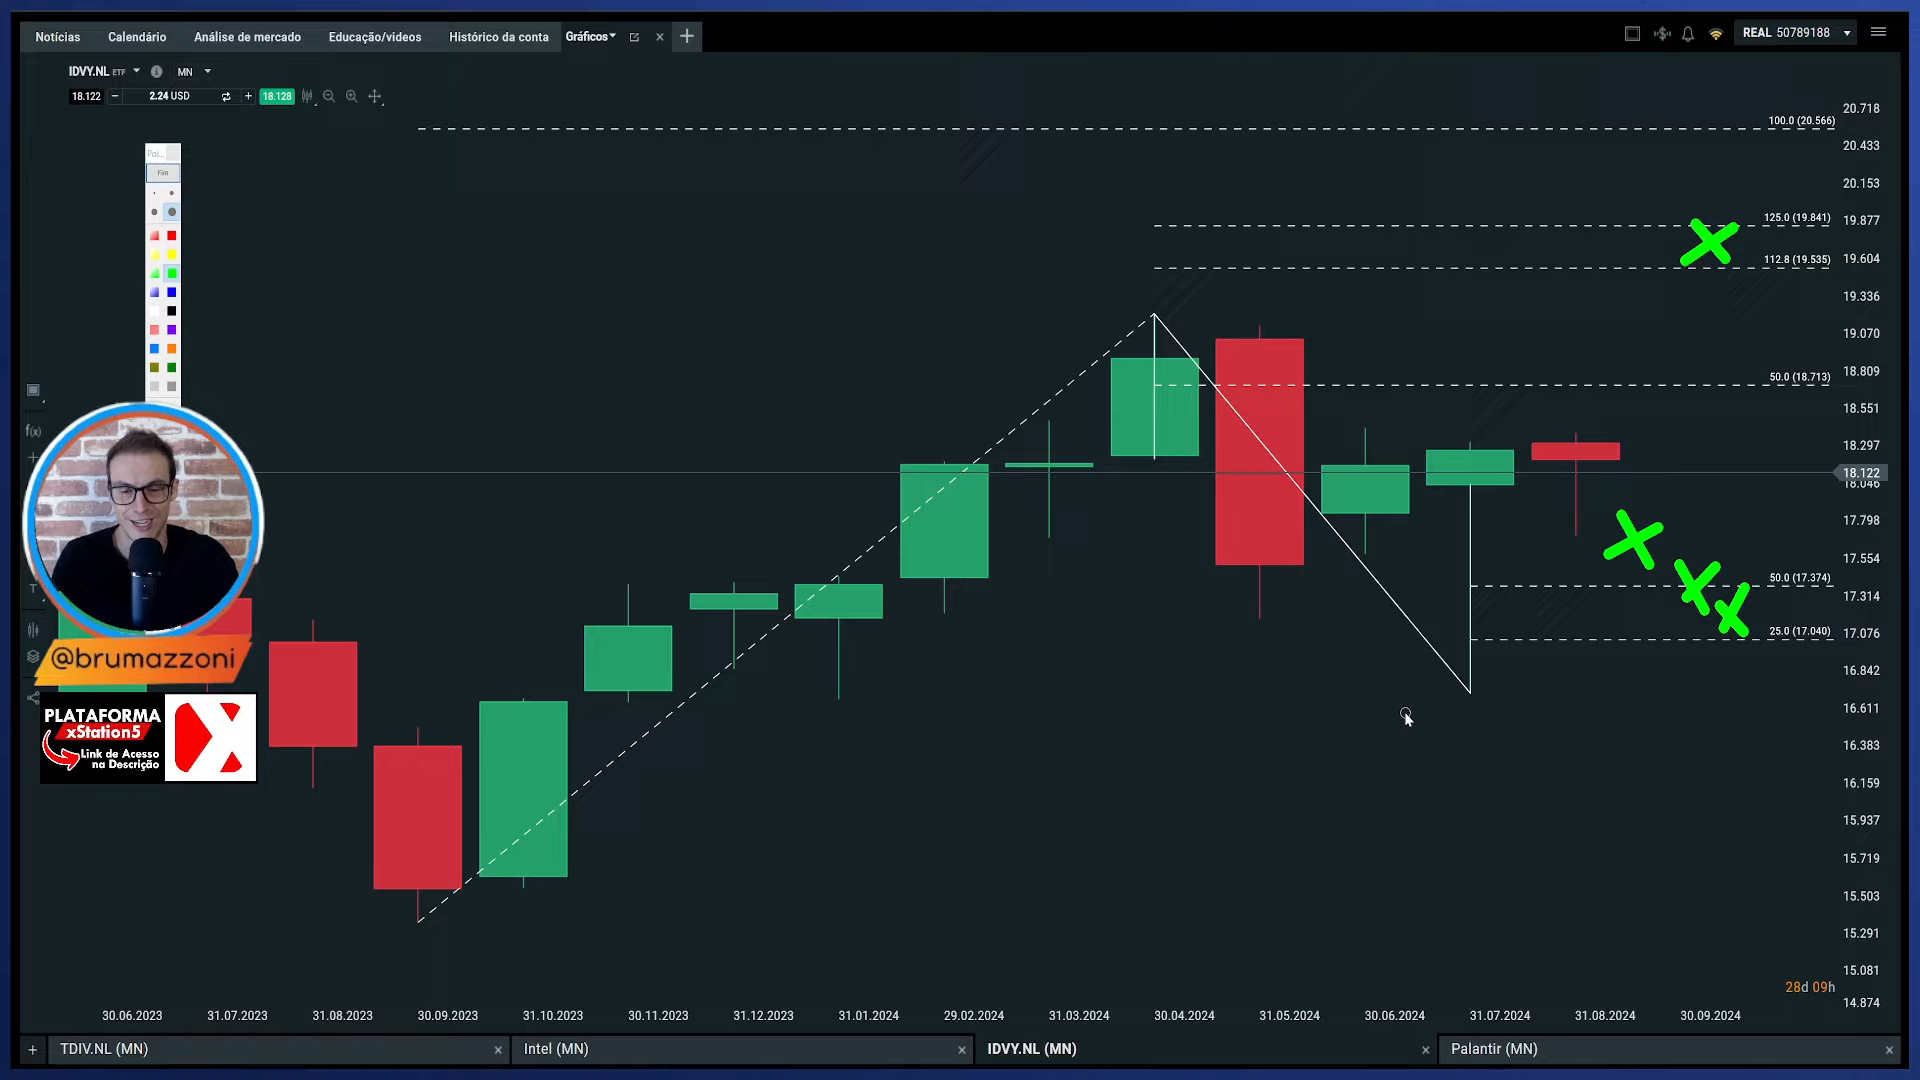 Notícias Calendário Análise de mercado Educação/videos Histórico da conta Gráficos
REAL 50789188
IDVY.NL ETF MN
18.122 − 2.24 USD + 18.128
20.718
100.0 (20.566)
20.433
20.153
125.0 (19.841)
19.877
112.8 (19.535)
19.604
19.336
19.070
50.0 (18.713)
18.809
18.551
18.297
18.122
18.046
17.798
17.554
50.0 (17.374)
17.314
25.0 (17.040)
17.076
16.842
16.611
16.383
16.159
15.937
15.719
15.503
15.291
15.081
14.874
Poi...
Fim
f(x)
T
@brumazzoni
PLATAFORMA
xStation5
Link de Acesso
na Descrição
28d 09h
30.06.2023 31.07.2023 31.08.2023 30.09.2023 31.10.2023 30.11.2023 31.12.2023 31.01.2024 29.02.2024 31.03.2024 30.04.2024 31.05.2024 30.06.2024 31.07.2024 31.08.2024 30.09.2024
+ TDIV.NL (MN) × Intel (MN) × IDVY.NL (MN) × Palantir (MN) ×